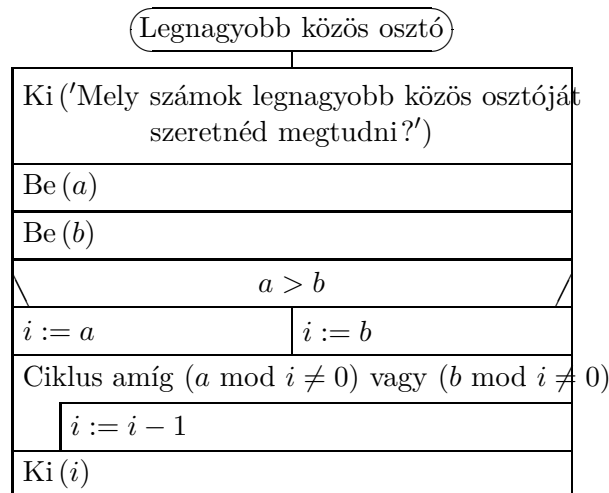 Legnagyobb közös osztó
Ki ('Mely számok legnagyobb közös osztóját
szeretnéd megtudni?')
Be (a)
Be (b)
a > b
i := a
i := b
Ciklus amíg (a mod i ≠ 0) vagy (b mod i ≠ 0)
i := i − 1
Ki (i)